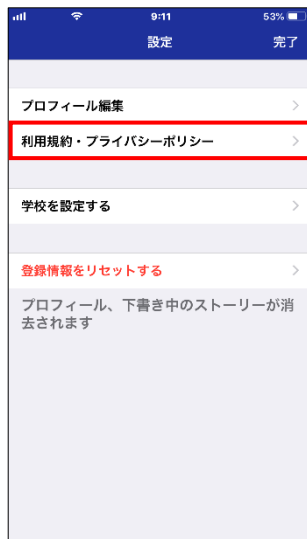 9:11
53%
設定
完了
プロフィール編集
利用規約・プライバシーポリシー
学校を設定する
登録情報をリセットする
プロフィール、下書き中のストーリーが消
去されます